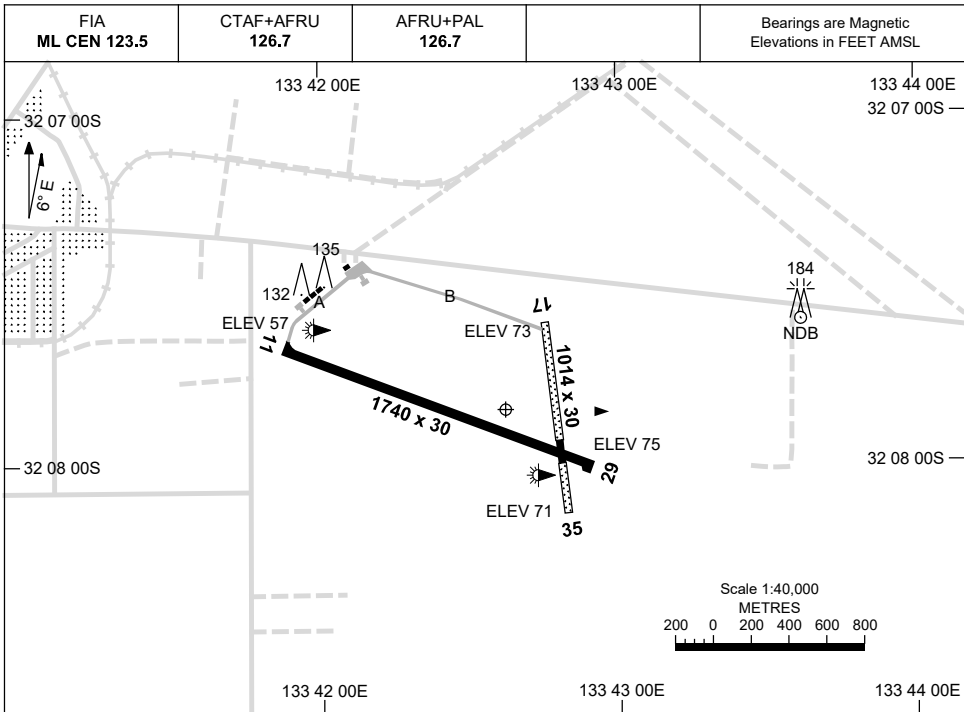 FIA
ML CEN 123.5
CTAF+AFRU
126.7
AFRU+PAL
126.7
Bearings are Magnetic
Elevations in FEET AMSL
133 42 00E
133 43 00E
133 44 00E
32 07 00S
32 07 00S
6° E
135
132
A
B
184
NDB
ELEV 57
ELEV 73
17
11
1014 x 30
1740 x 30
ELEV 75
29
32 08 00S
32 08 00S
ELEV 71
35
Scale 1:40,000
METRES
200 0 200 400 600 800
133 42 00E
133 43 00E
133 44 00E